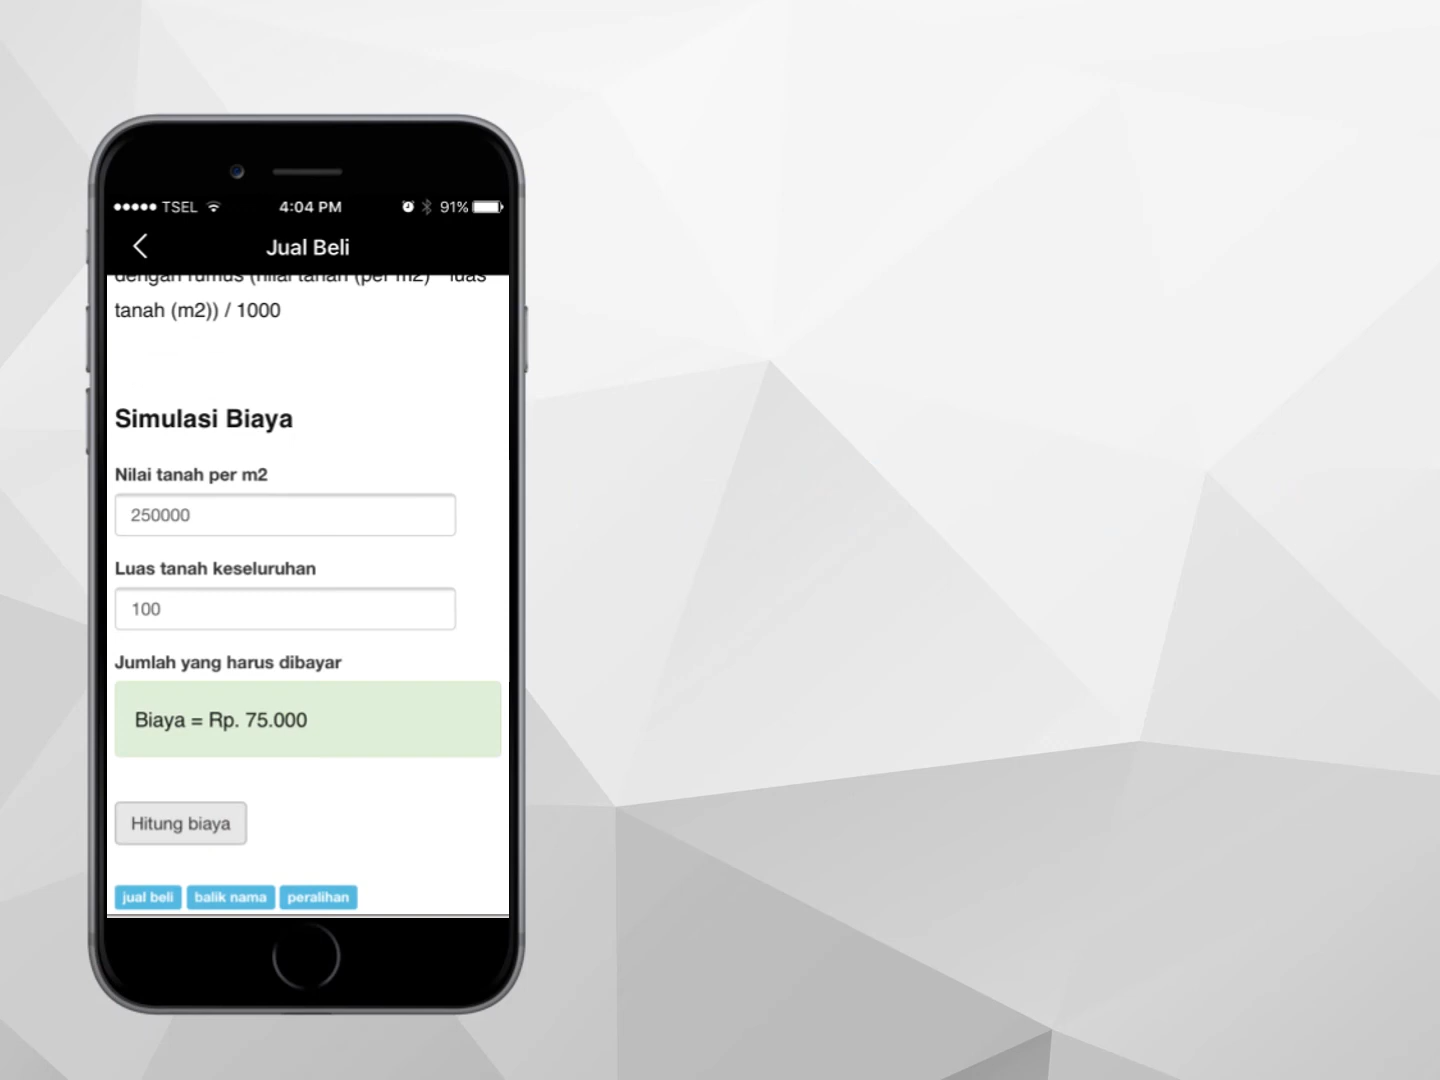 TSEL 4:04 PM 91%
Jual Beli
dengan rumus (nilai tanah (per m2) * luas
tanah (m2)) / 1000
Simulasi Biaya
Nilai tanah per m2
250000
Luas tanah keseluruhan
100
Jumlah yang harus dibayar
Biaya = Rp. 75.000
Hitung biaya
jual beli balik nama peralihan